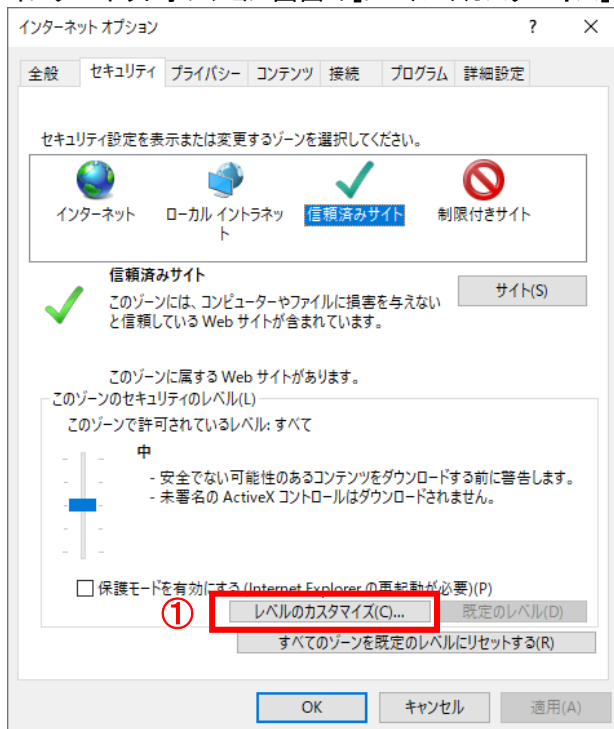 インターネット オプション ? ×
全般 セキュリティ プライバシー コンテンツ 接続 プログラム 詳細設定
セキュリティ設定を表示または変更するゾーンを選択してください。
インターネット ローカル イントラネッ 信頼済みサイト 制限付きサイト
ト
信頼済みサイト
サイト(S)
このゾーンには、コンピューターやファイルに損害を与えない
と信頼している Web サイトが含まれています。
このゾーンに属する Web サイトがあります。
このゾーンのセキュリティのレベル(L)
このゾーンで許可されているレベル: すべて
中
- 安全でない可能性のあるコンテンツをダウンロードする前に警告します。
- 未署名の ActiveX コントロールはダウンロードされません。
保護モードを有効にする (Internet Explorer の再起動が必要)(P)
① レベルのカスタマイズ(C)... 既定のレベル(D)
すべてのゾーンを既定のレベルにリセットする(R)
OK キャンセル 適用(A)